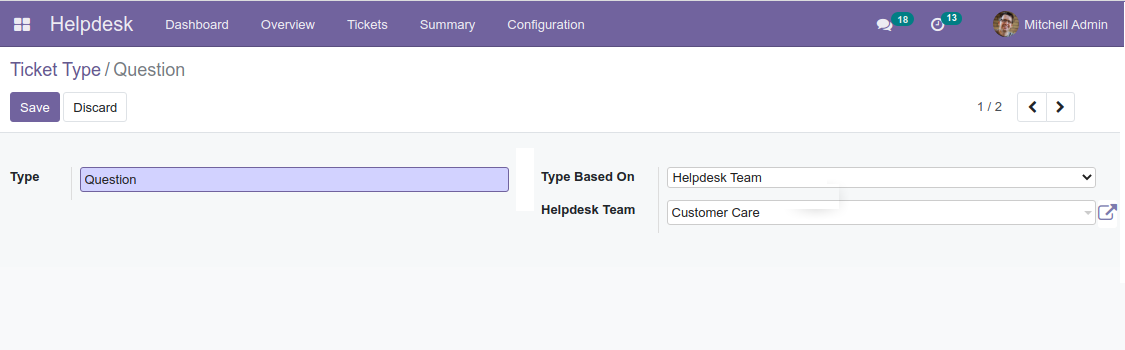 Helpdesk Dashboard Overview Tickets Summary Configuration 18 13 Mitchell Admin
Ticket Type / Question
Save Discard 1 / 2
Type Question Type Based On Helpdesk Team
Helpdesk Team Customer Care